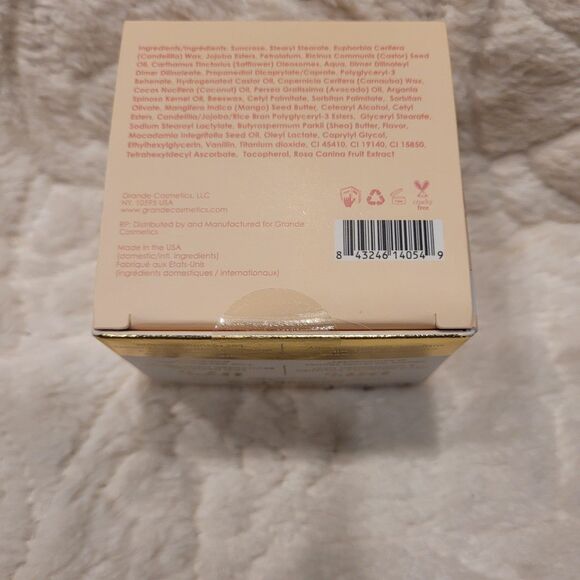 Ingredients/Ingrédients: Suncrose, Stearyl Stearate, Euphorbia Cerifera
(Candelilla) Wax, Jojoba Esters, Petrolatum, Ricinus Communis (Castor) Seed
Oil, Carthamus Tinctorius (Safflower) Oleosomes, Aqua, Dimer Dilinoleyl
Dimer Dilinoleate, Propanediol Dicaprylate/Caprate, Polyglyceryl-3
Behenate, Hydrogenated Castor Oil, Copernicia Cerifera (Carnauba) Wax,
Cocos Nucifera (Coconut) Oil, Persea Gratissima (Avocado) Oil, Argania
Spinosa Kernel Oil, Beeswax, Cetyl Palmitate, Sorbitan Palmitate, Sorbitan
Olivate, Mangifera Indica (Mango) Seed Butter, Cetearyl Alcohol, Cetyl
Esters, Candelilla/Jojoba/Rice Bran Polyglyceryl-3 Esters, Glyceryl Stearate,
Sodium Stearoyl Lactylate, Butyrospermum Parkii (Shea) Butter, Flavor,
Macadamia Integrifolia Seed Oil, Oleyl Lactate, Caprylyl Glycol,
Ethylhexylglycerin, Vanillin, Titanium dioxide, CI 45410, CI 19140, CI 15850,
Tetrahexyldecyl Ascorbate, Tocopherol, Rosa Canina Fruit Extract
Grande Cosmetics, LLC
NY, 10595 USA
www.grandecosmetics.com
cruelty
free
RP: Distributed by and Manufactured for Grande
Cosmetics
Made in the USA
(domestic/intl. ingredients)
Fabriqué aux États-Unis
(ingrédients domestiques / internationaux)
8 43246 14054 9